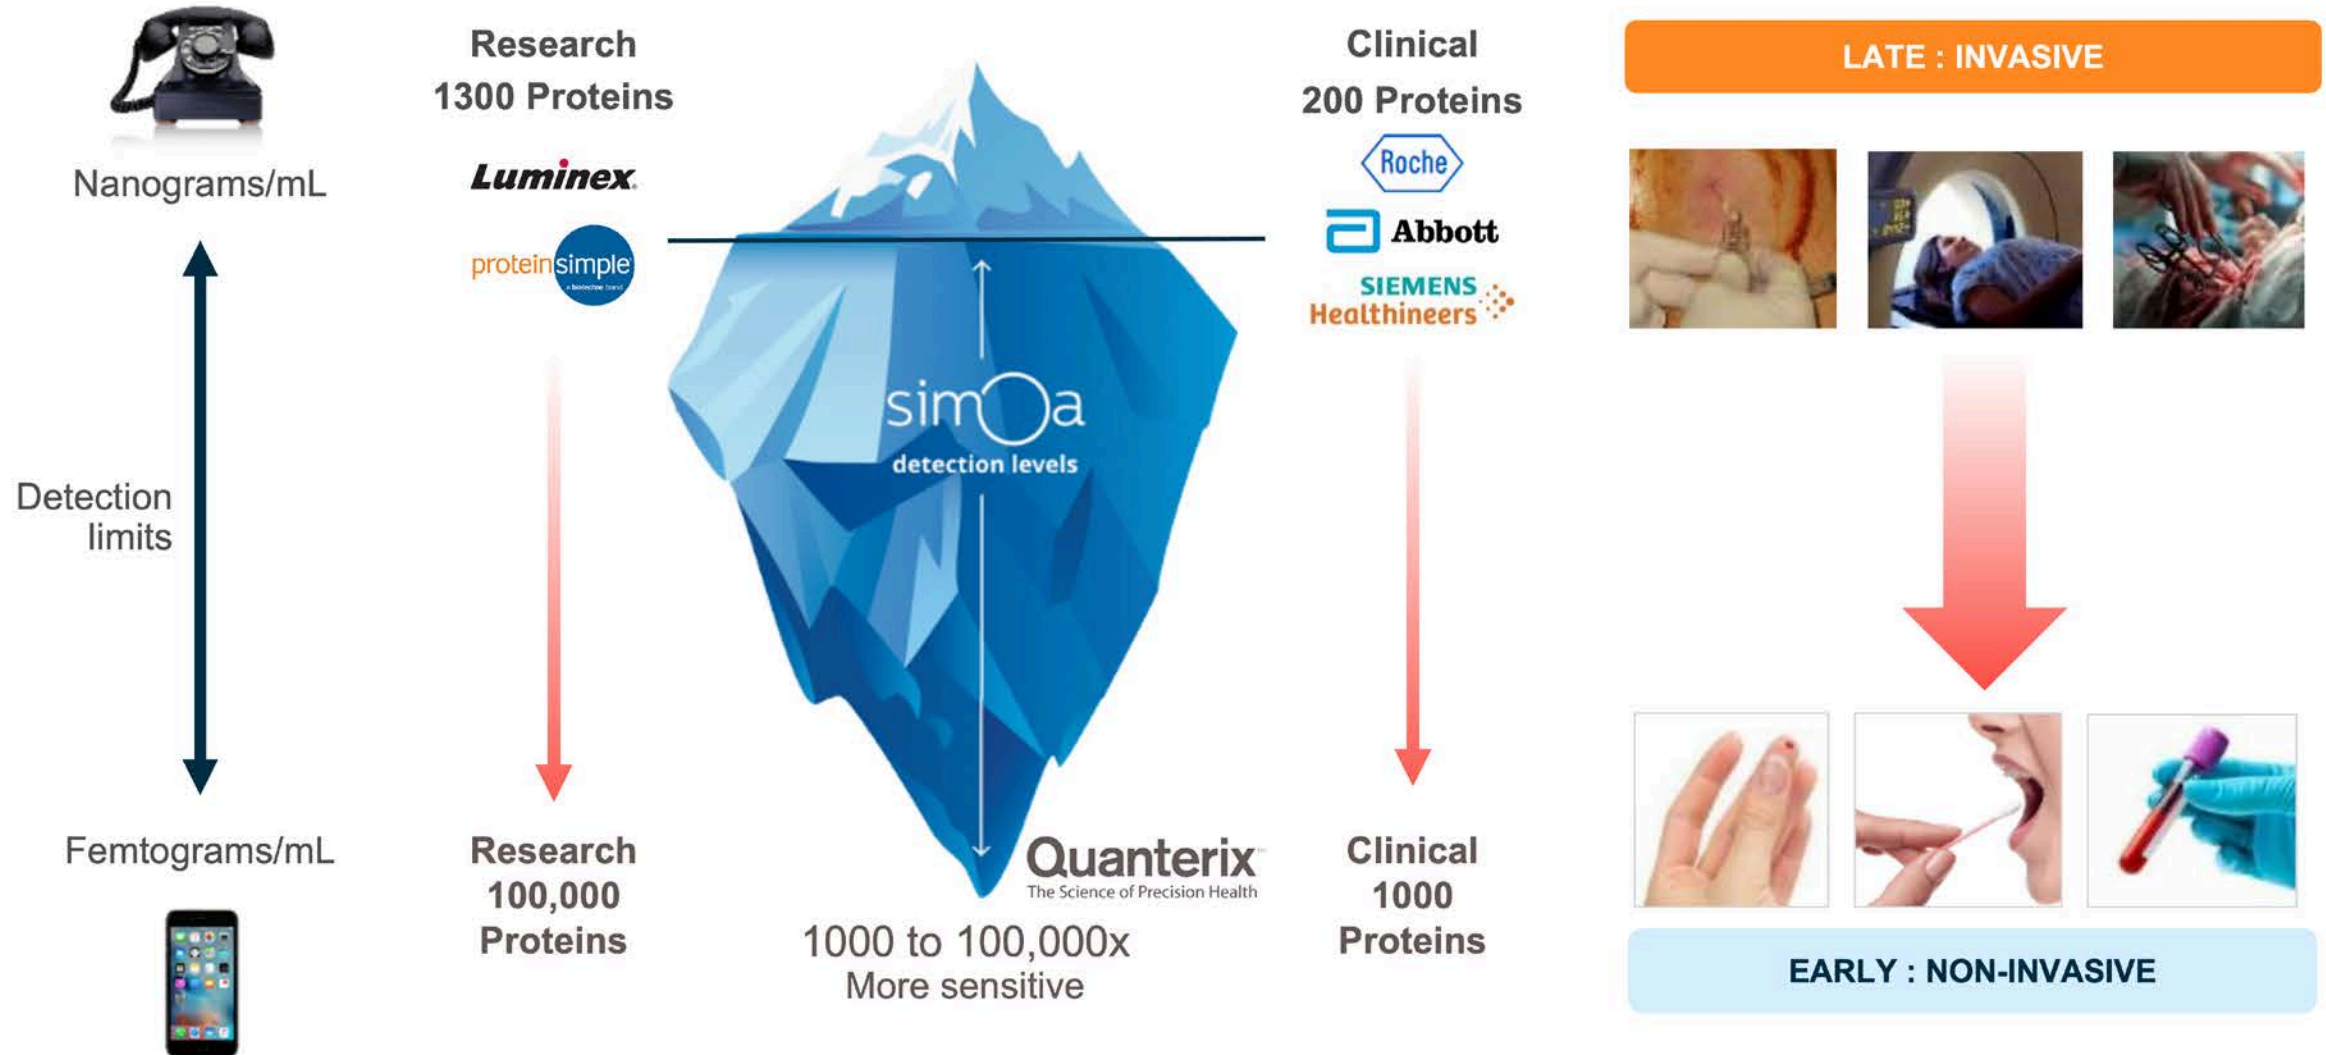 Nanograms/mL
Detection
limits
Femtograms/mL
Research
1300 Proteins
Luminex
proteinsimple
a biotechne brand
Research
100,000
Proteins
simOa
detection levels
Quanterix
The Science of Precision Health
1000 to 100,000x
More sensitive
Clinical
200 Proteins
Roche
Abbott
SIEMENS
Healthineers
Clinical
1000
Proteins
LATE : INVASIVE
EARLY : NON-INVASIVE